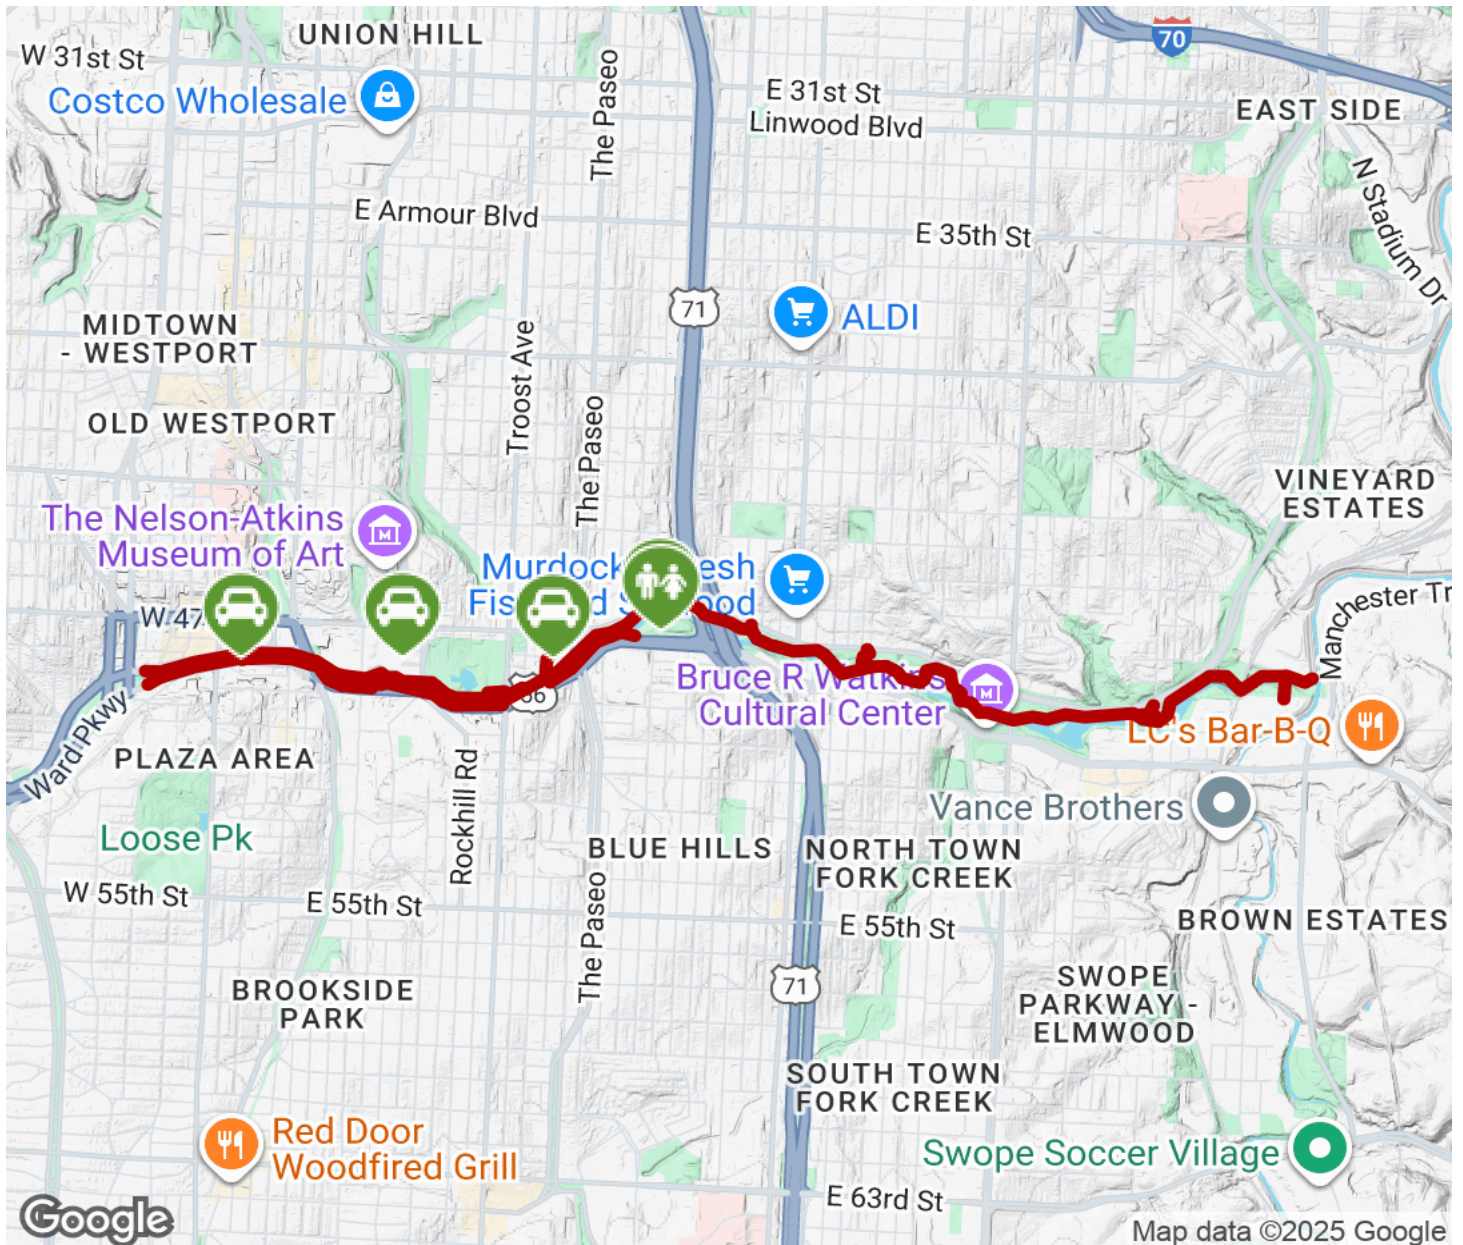 UNION HILL
W 31st St
Costco Wholesale
The Paseo
E 31st St
Linwood Blvd
70
EAST SIDE
N Stadium Dr
E Armour Blvd
E 35th St
71
ALDI
MIDTOWN
- WESTPORT
Troost Ave
OLD WESTPORT
The Paseo
VINEYARD
ESTATES
The Nelson-Atkins
Museum of Art
Murdock
esh
Fis
d S
ood
W 47
Manchester Tr
Ward Pkwy
Bruce R Watkins
Cultural Center
LC's Bar-B-Q
PLAZA AREA
Rockhill Rd
Vance Brothers
Loose Pk
BLUE HILLS
NORTH TOWN
FORK CREEK
W 55th St
E 55th St
The Paseo
E 55th St
BROWN ESTATES
BROOKSIDE
PARK
71
SWOPE
PARKWAY -
ELMWOOD
SOUTH TOWN
FORK CREEK
Red Door
Woodfired Grill
Swope Soccer Village
E 63rd St
Google
Map data ©2025 Google